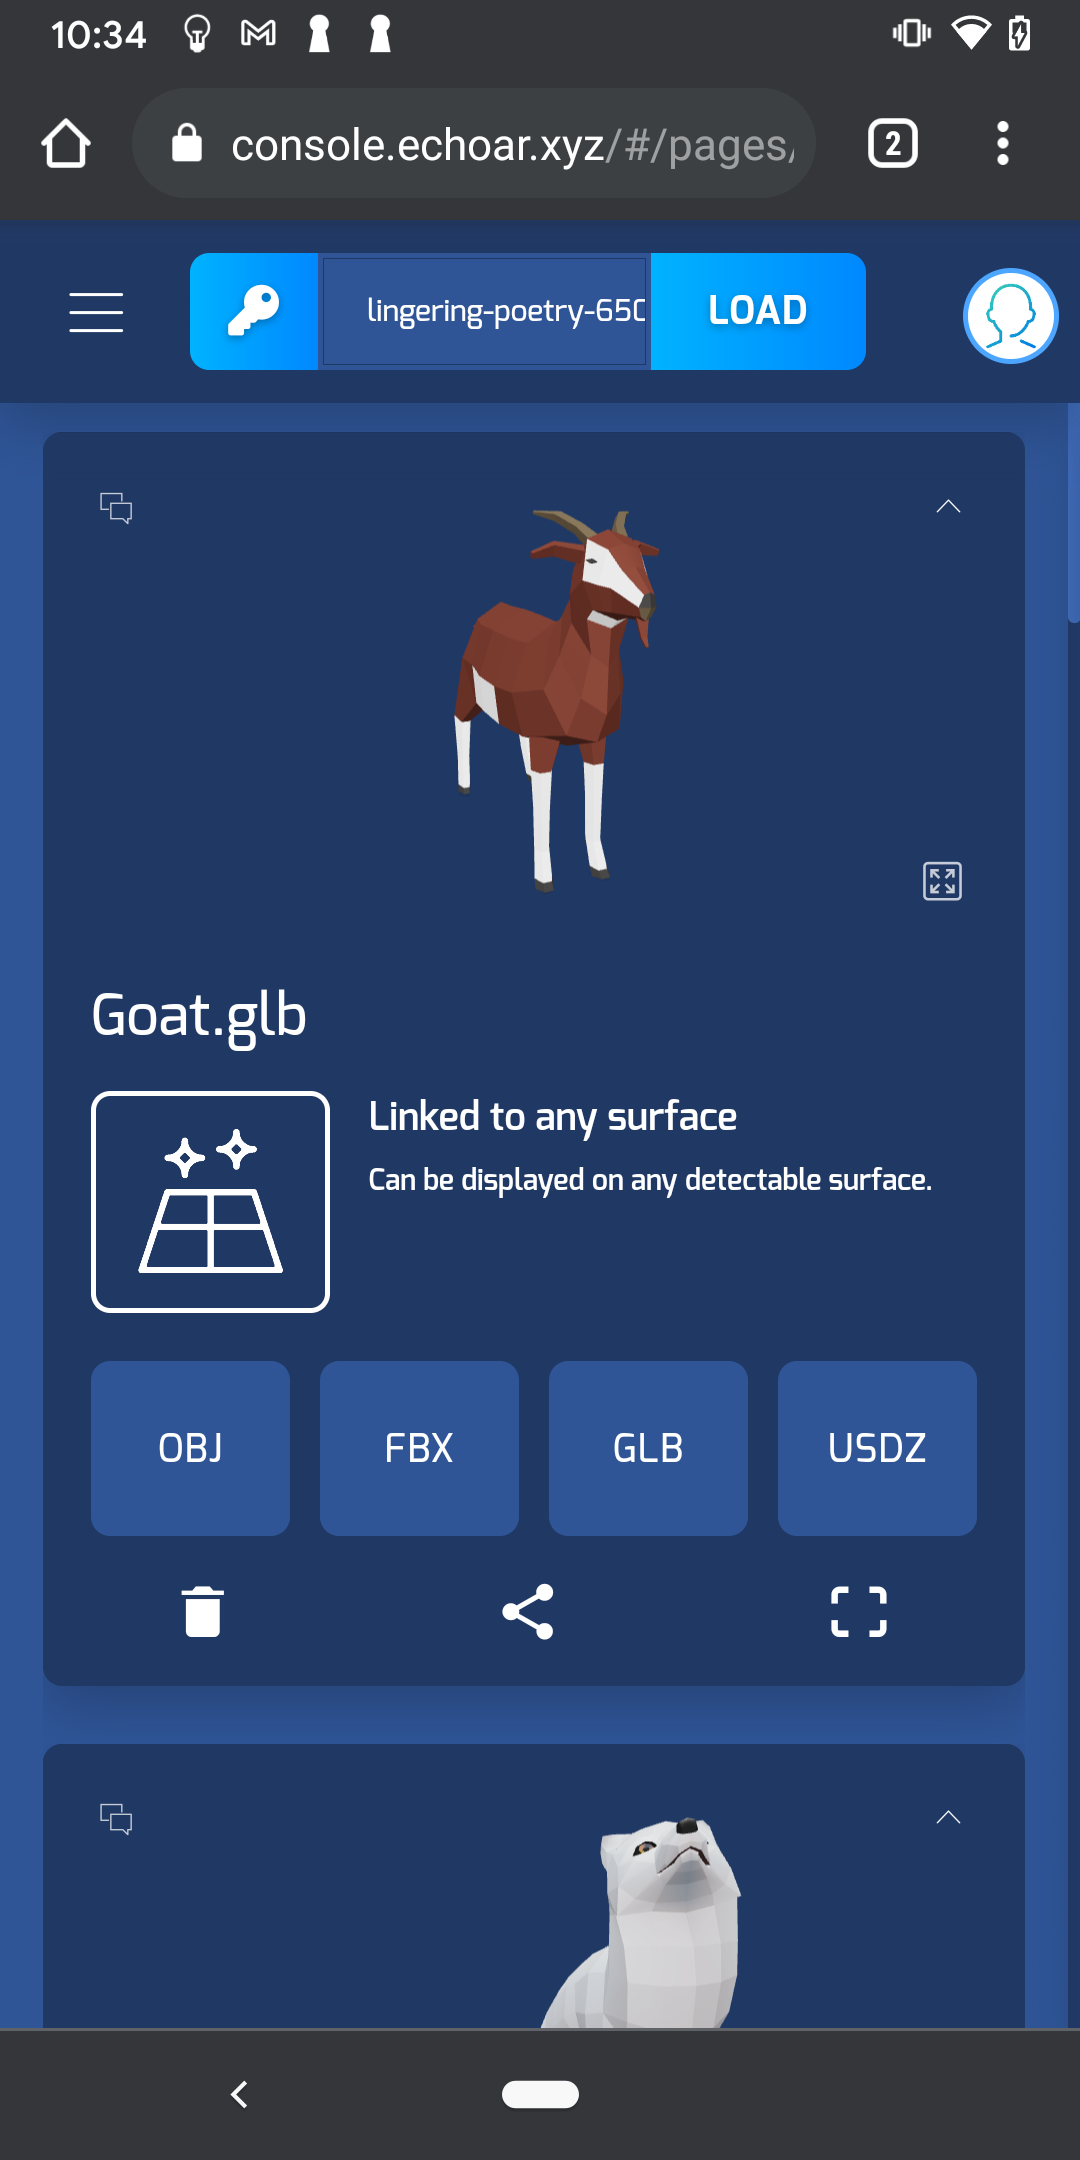 10:34
console.echoar.xyz/#/pages/
2
lingering-poetry-650
LOAD
Goat.glb
Linked to any surface
Can be displayed on any detectable surface.
OBJ
FBX
GLB
USDZ